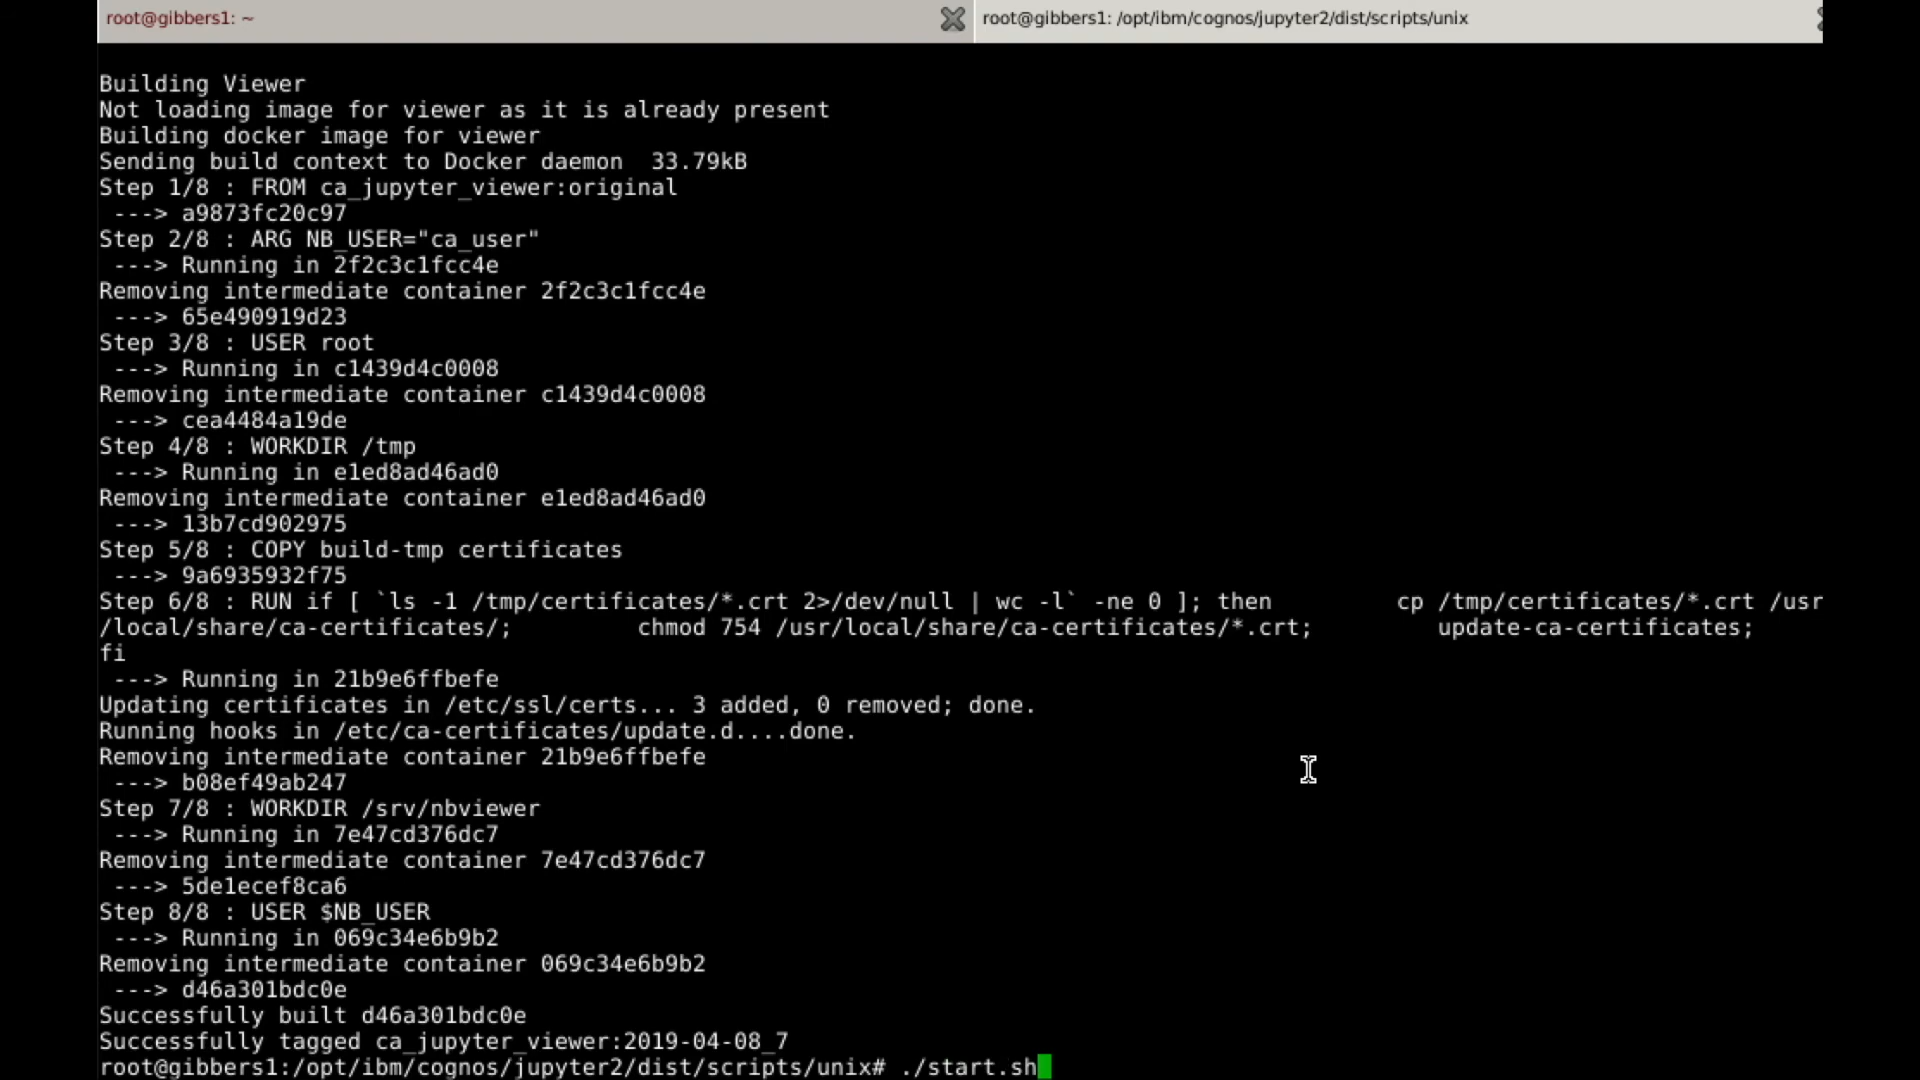 root@gibbers1: ~
root@gibbers1: /opt/ibm/cognos/jupyter2/dist/scripts/unix
Building Viewer
Not loading image for viewer as it is already present
Building docker image for viewer
Sending build context to Docker daemon  33.79kB
Step 1/8 : FROM ca_jupyter_viewer:original
 ---> a9873fc20c97
Step 2/8 : ARG NB_USER="ca_user"
 ---> Running in 2f2c3c1fcc4e
Removing intermediate container 2f2c3c1fcc4e
 ---> 65e490919d23
Step 3/8 : USER root
 ---> Running in c1439d4c0008
Removing intermediate container c1439d4c0008
 ---> cea4484a19de
Step 4/8 : WORKDIR /tmp
 ---> Running in e1ed8ad46ad0
Removing intermediate container e1ed8ad46ad0
 ---> 13b7cd902975
Step 5/8 : COPY build-tmp certificates
 ---> 9a6935932f75
Step 6/8 : RUN if [ `ls -1 /tmp/certificates/*.crt 2>/dev/null | wc -l` -ne 0 ]; then         cp /tmp/certificates/*.crt /usr
/local/share/ca-certificates/;         chmod 754 /usr/local/share/ca-certificates/*.crt;         update-ca-certificates;
fi
 ---> Running in 21b9e6ffbefe
Updating certificates in /etc/ssl/certs... 3 added, 0 removed; done.
Running hooks in /etc/ca-certificates/update.d....done.
Removing intermediate container 21b9e6ffbefe
 ---> b08ef49ab247
Step 7/8 : WORKDIR /srv/nbviewer
 ---> Running in 7e47cd376dc7
Removing intermediate container 7e47cd376dc7
 ---> 5de1ecef8ca6
Step 8/8 : USER $NB_USER
 ---> Running in 069c34e6b9b2
Removing intermediate container 069c34e6b9b2
 ---> d46a301bdc0e
Successfully built d46a301bdc0e
Successfully tagged ca_jupyter_viewer:2019-04-08_7
root@gibbers1:/opt/ibm/cognos/jupyter2/dist/scripts/unix# ./start.sh